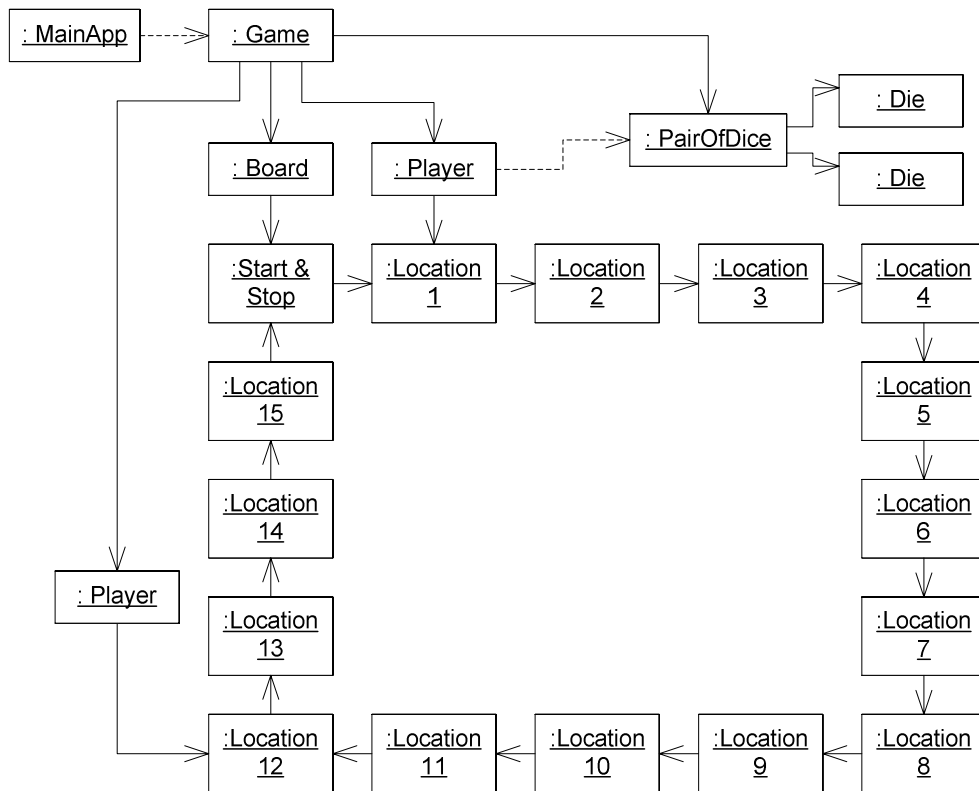 : MainApp
: Game
: Die
: PairOfDice
: Board
: Player
: Die
:Start &
Stop
:Location
1
:Location
2
:Location
3
:Location
4
:Location
15
:Location
5
:Location
14
:Location
6
: Player
:Location
13
:Location
7
:Location
12
:Location
11
:Location
10
:Location
9
:Location
8